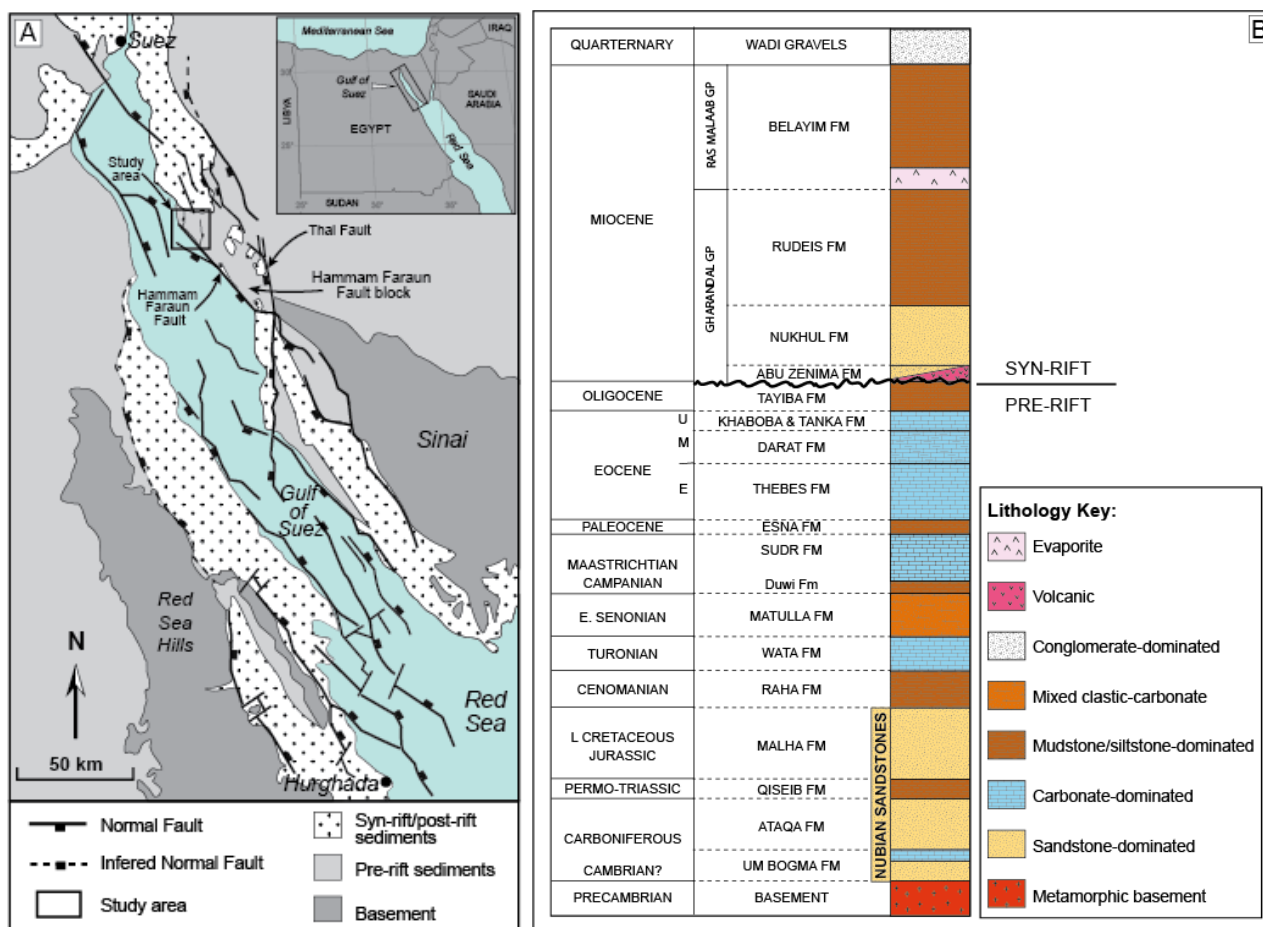 A
Suez
Mediterranean Sea
IRAQ
30°
Gulf of
Suez
SAUDI
ARABIA
LIBYA
EGYPT
25°
Red Sea
SUDAN
Study
area
Thal Fault
Hammam Faraun
Fault block
Hammam
Faraun
Fault
Sinai
Gulf
of
Suez
Red
Sea
Hills
N
Red
Sea
50 km
Hurghada
Normal Fault
Infered Normal Fault
Study area
Syn-rift/post-rift
sediments
Pre-rift sediments
Basement
B
QUARTERNARY
WADI GRAVELS
MIOCENE
RAS MALAAB GP
BELAYIM FM
GHARANDAL GP
RUDEIS FM
NUKHUL FM
ABU ZENIMA FM
SYN-RIFT
PRE-RIFT
OLIGOCENE
TAYIBA FM
EOCENE
U
KHABOBA & TANKA FM
M
DARAT FM
E
THEBES FM
PALEOCENE
ESNA FM
MAASTRICHTIAN
CAMPANIAN
SUDR FM
Duwi Fm
E. SENONIAN
MATULLA FM
TURONIAN
WATA FM
CENOMANIAN
RAHA FM
L CRETACEOUS
JURASSIC
MALHA FM
PERMO-TRIASSIC
QISEIB FM
CARBONIFEROUS
ATAQA FM
CAMBRIAN?
UM BOGMA FM
NUBIAN SANDSTONES
PRECAMBRIAN
BASEMENT
Lithology Key:
Evaporite
Volcanic
Conglomerate-dominated
Mixed clastic-carbonate
Mudstone/siltstone-dominated
Carbonate-dominated
Sandstone-dominated
Metamorphic basement